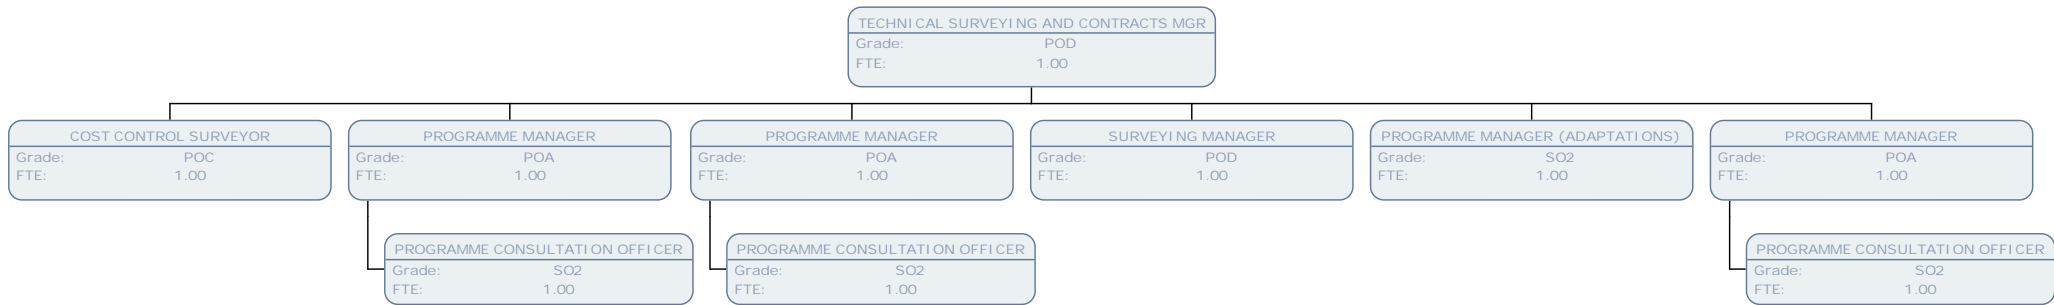 TECHNICAL SURVEYING AND CONTRACTS MGR
Grade: POD
FTE: 1.00
COST CONTROL SURVEYOR
Grade: POC
FTE: 1.00
PROGRAMME MANAGER
Grade: POA
FTE: 1.00
PROGRAMME MANAGER
Grade: POA
FTE: 1.00
SURVEYING MANAGER
Grade: POD
FTE: 1.00
PROGRAMME MANAGER (ADAPTATIONS)
Grade: SO2
FTE: 1.00
PROGRAMME MANAGER
Grade: POA
FTE: 1.00
PROGRAMME CONSULTATION OFFICER
Grade: SO2
FTE: 1.00
PROGRAMME CONSULTATION OFFICER
Grade: SO2
FTE: 1.00
PROGRAMME CONSULTATION OFFICER
Grade: SO2
FTE: 1.00